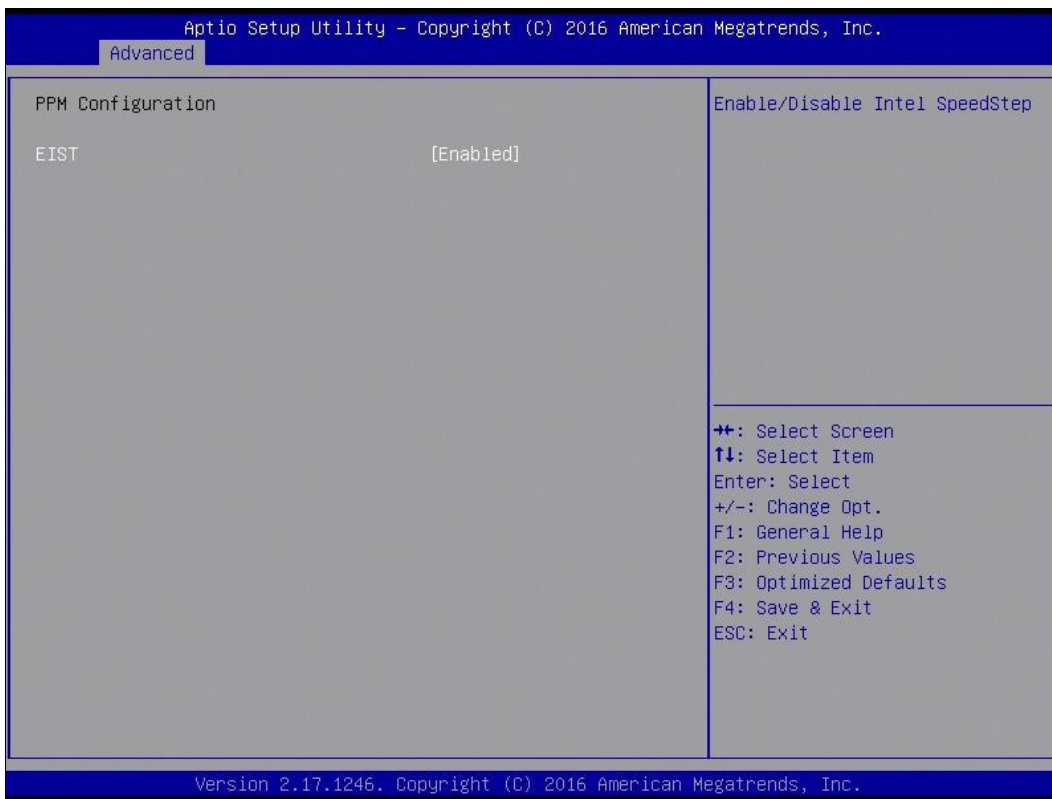 Aptio Setup Utility – Copyright (C) 2016 American Megatrends, Inc.
Advanced
PPM Configuration
EIST [Enabled]
Enable/Disable Intel SpeedStep
→←: Select Screen
↑↓: Select Item
Enter: Select
+/-: Change Opt.
F1: General Help
F2: Previous Values
F3: Optimized Defaults
F4: Save & Exit
ESC: Exit
Version 2.17.1246. Copyright (C) 2016 American Megatrends, Inc.